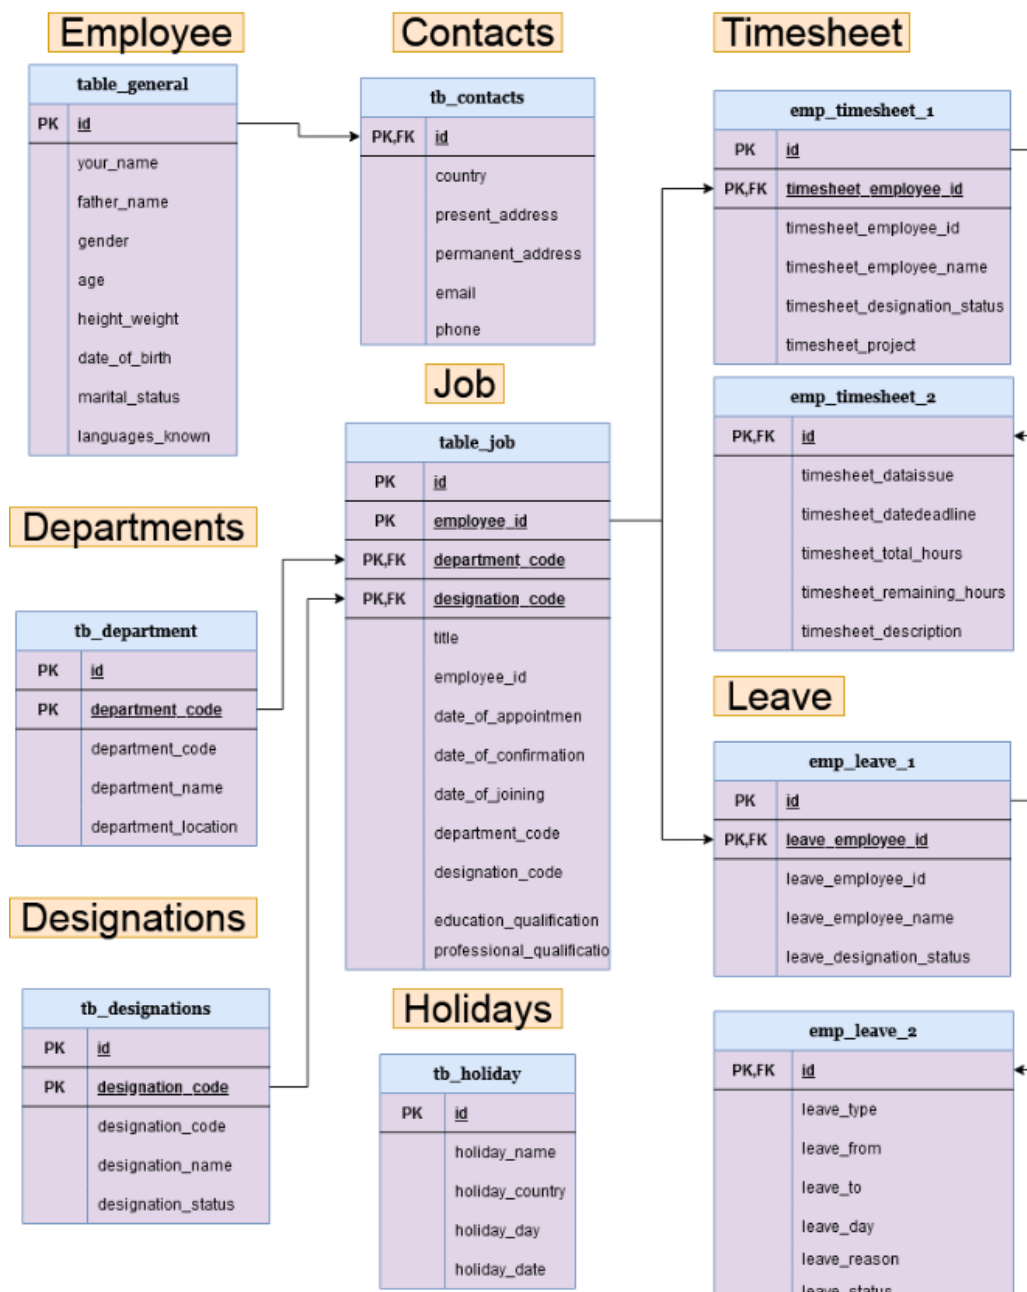 Employee
table_general
PK id
your_name
father_name
gender
age
height_weight
date_of_birth
marital_status
languages_known
Contacts
tb_contacts
PK,FK id
country
present_address
permanent_address
email
phone
Timesheet
emp_timesheet_1
PK id
PK,FK timesheet_employee_id
timesheet_employee_id
timesheet_employee_name
timesheet_designation_status
timesheet_project
emp_timesheet_2
PK,FK id
timesheet_dataissue
timesheet_datedeadline
timesheet_total_hours
timesheet_remaining_hours
timesheet_description
Job
table_job
PK id
PK employee_id
PK,FK department_code
PK,FK designation_code
title
employee_id
date_of_appointmen
date_of_confirmation
date_of_joining
department_code
designation_code
education_qualification
professional_qualificatio
Departments
tb_department
PK id
PK department_code
department_code
department_name
department_location
Designations
tb_designations
PK id
PK designation_code
designation_code
designation_name
designation_status
Holidays
tb_holiday
PK id
holiday_name
holiday_country
holiday_day
holiday_date
Leave
emp_leave_1
PK id
PK,FK leave_employee_id
leave_employee_id
leave_employee_name
leave_designation_status
emp_leave_2
PK,FK id
leave_type
leave_from
leave_to
leave_day
leave_reason
leave_status